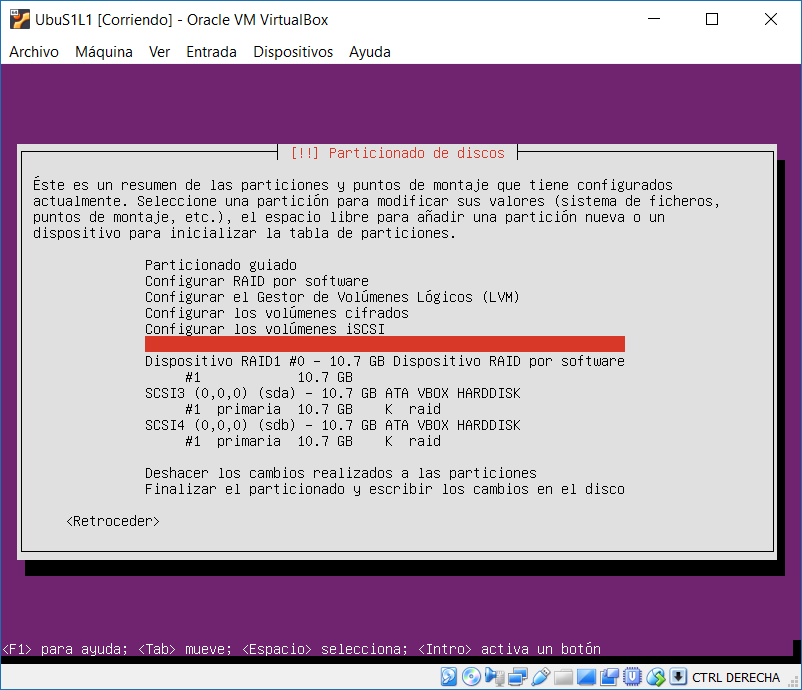 UbuS1L1 [Corriendo] - Oracle VM VirtualBox
Archivo Máquina Ver Entrada Dispositivos Ayuda
[!!] Particionado de discos
Éste es un resumen de las particiones y puntos de montaje que tiene configurados
actualmente. Seleccione una partición para modificar sus valores (sistema de ficheros,
puntos de montaje, etc.), el espacio libre para añadir una partición nueva o un
dispositivo para inicializar la tabla de particiones.
Particionado guiado
Configurar RAID por software
Configurar el Gestor de Volúmenes Lógicos (LVM)
Configurar los volúmenes cifrados
Configurar los volúmenes iSCSI
Dispositivo RAID1 #0 - 10.7 GB Dispositivo RAID por software
#1 10.7 GB
SCSI3 (0,0,0) (sda) - 10.7 GB ATA VBOX HARDDISK
#1 primaria 10.7 GB K raid
SCSI4 (0,0,0) (sdb) - 10.7 GB ATA VBOX HARDDISK
#1 primaria 10.7 GB K raid
Deshacer los cambios realizados a las particiones
Finalizar el particionado y escribir los cambios en el disco
<Retroceder>
<F1> para ayuda; <Tab> mueve; <Espacio> selecciona; <Intro> activa un botón
CTRL DERECHA